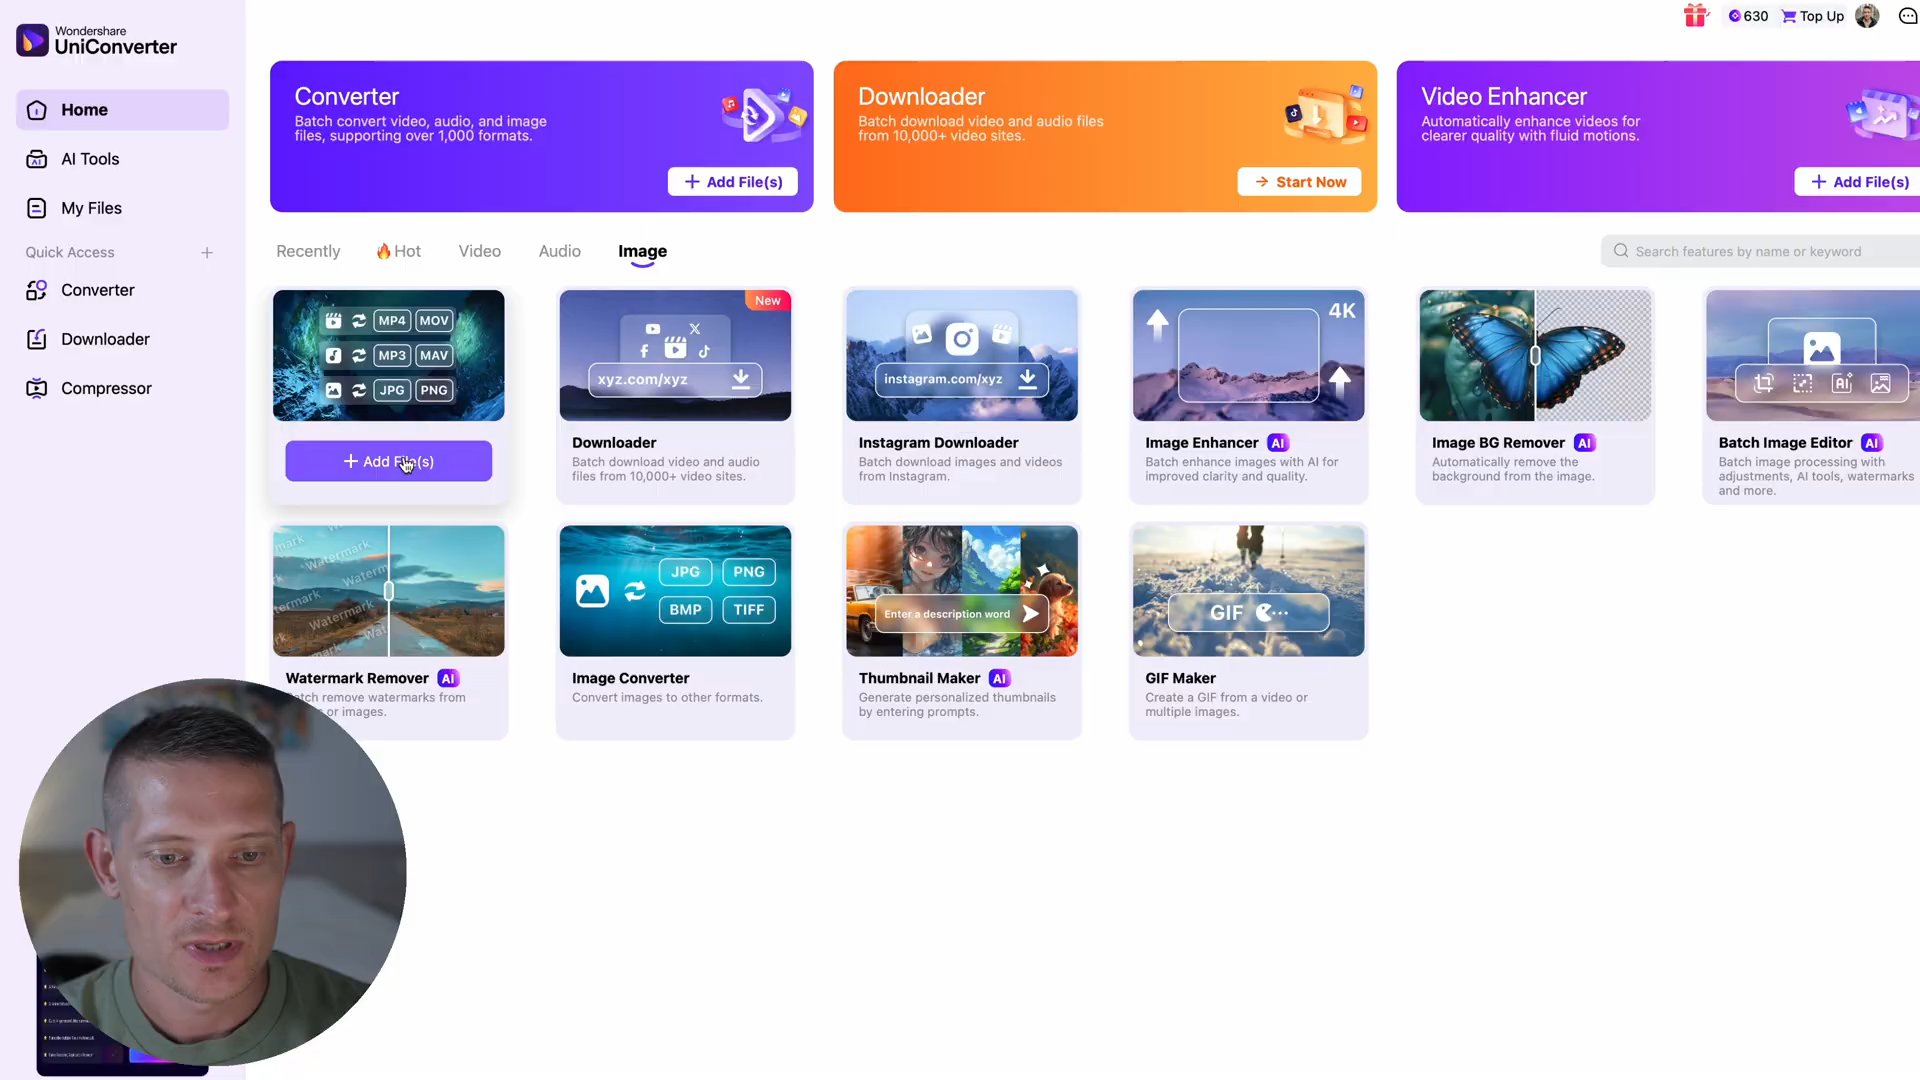 Wondershare
UniConverter
630
Top Up
Home
AI Tools
My Files
Quick Access
Converter
Downloader
Compressor
Converter
Batch convert video, audio, and image
files, supporting over 1,000 formats.
Add File(s)
Downloader
Batch download video and audio files
from 10,000+ video sites.
Start Now
Video Enhancer
Automatically enhance videos for
clearer quality with fluid motions.
Add File(s)
Recently
Hot
Video
Audio
Image
Search features by name or keyword
MP4 MOV
MP3 MAV
JPG PNG
Add File(s)
New
xyz.com/xyz
Downloader
Batch download video and audio
files from 10,000+ video sites.
instagram.com/xyz
Instagram Downloader
Batch download images and videos
from Instagram.
4K
Image Enhancer AI
Batch enhance images with AI for
improved clarity and quality.
Image BG Remover AI
Automatically remove the
background from the image.
AI
Batch Image Editor AI
Batch image processing with
adjustments, AI tools, watermarks
and more.
Watermark
Watermark
Watermark Remover AI
atch remove watermarks from
or images.
JPG PNG
BMP TIFF
Image Converter
Convert images to other formats.
Enter a description word
Thumbnail Maker AI
Generate personalized thumbnails
by entering prompts.
GIF
GIF Maker
Create a GIF from a video or
multiple images.